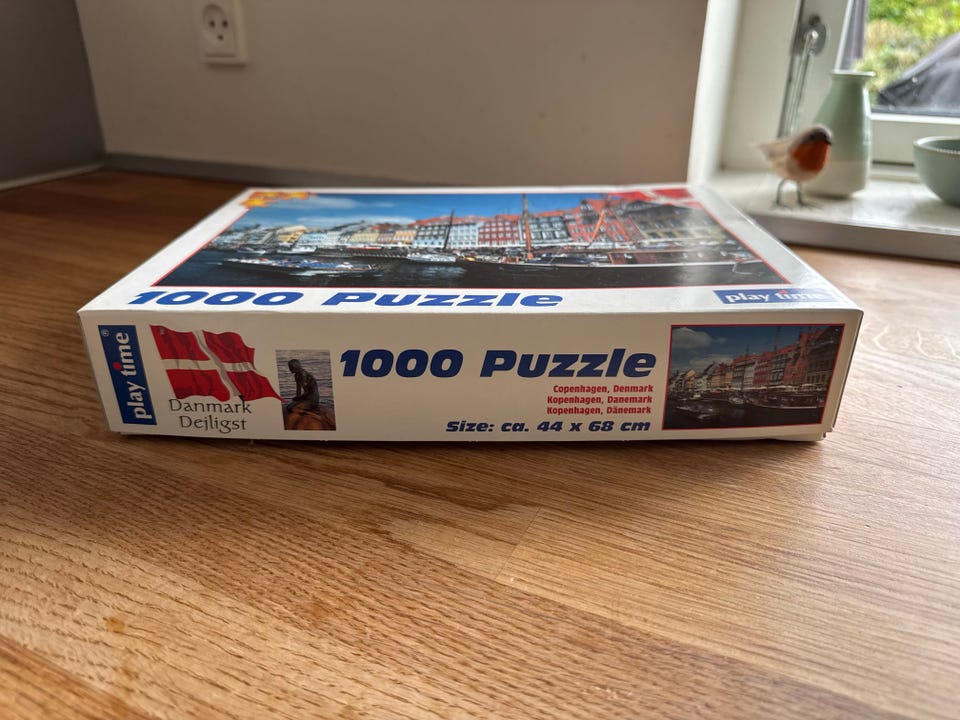 1000 Puzzle
play time
play time
®
Danmark
Dejligst
1000 Puzzle
Copenhagen, Denmark
Kopenhagen, Danemark
Kopenhagen, Dänemark
Size: ca. 44 x 68 cm